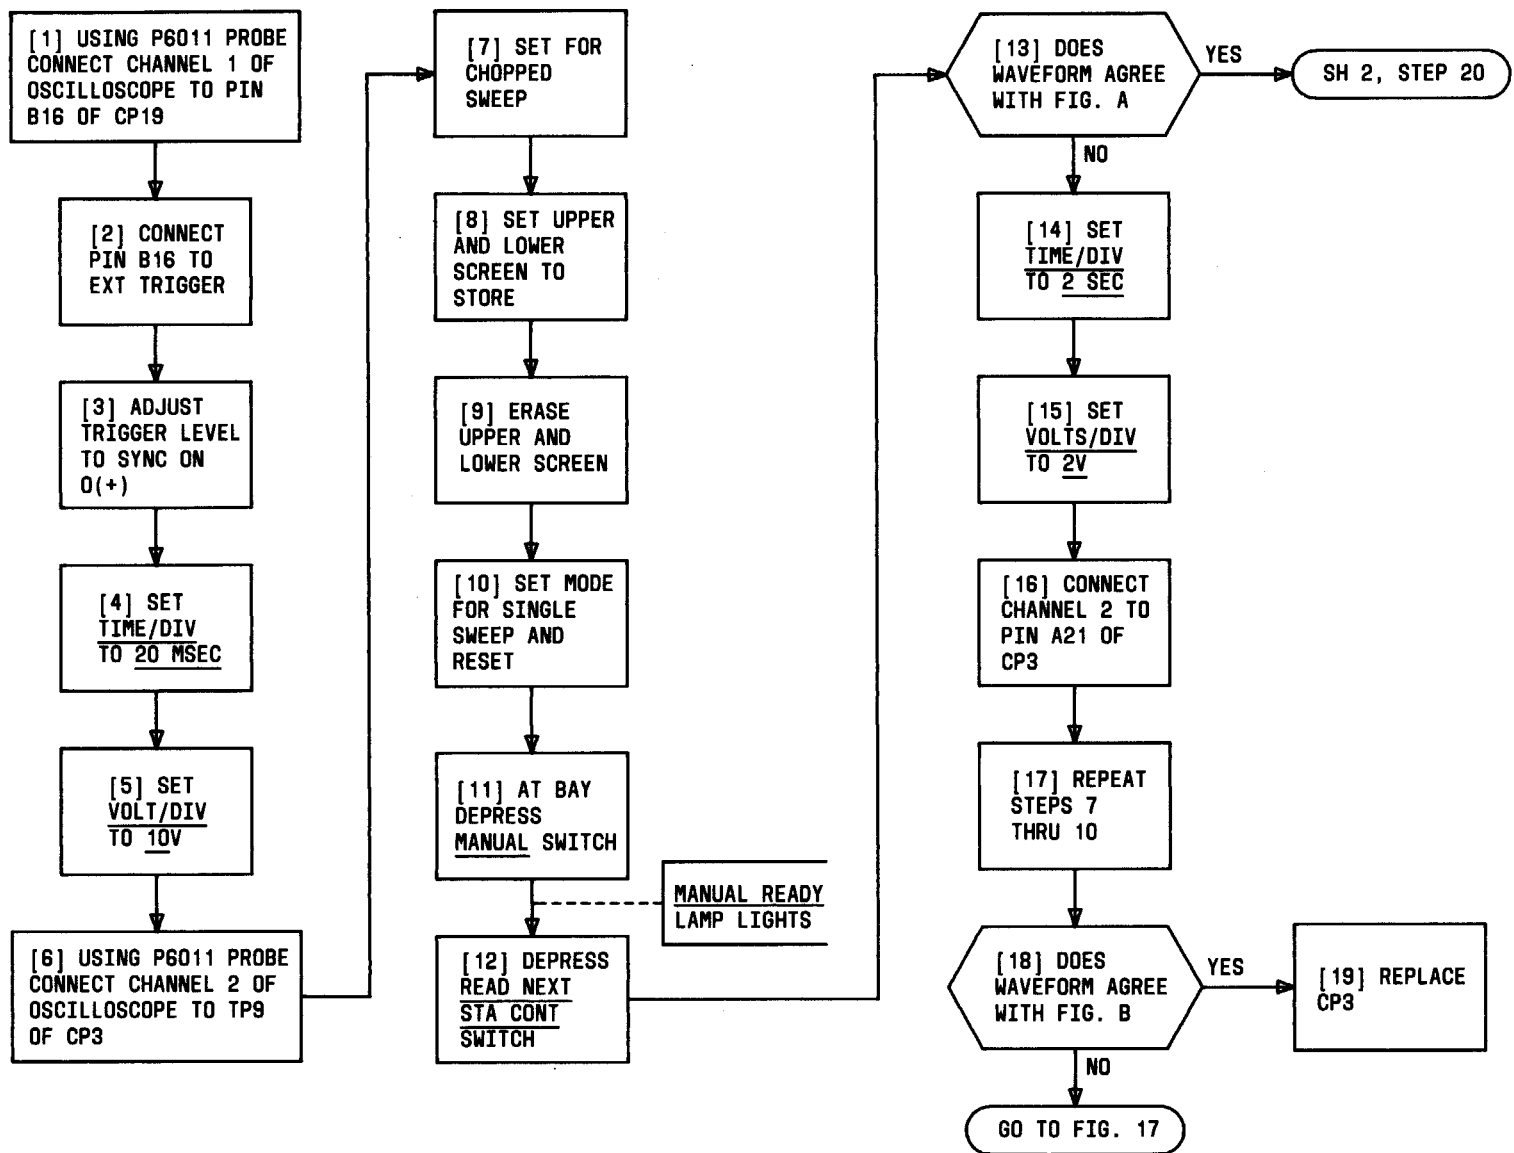 [1] USING P6011 PROBE
CONNECT CHANNEL 1 OF
OSCILLOSCOPE TO PIN
B16 OF CP19
[2] CONNECT
PIN B16 TO
EXT TRIGGER
[3] ADJUST
TRIGGER LEVEL
TO SYNC ON
0(+)
[4] SET
TIME/DIV
TO 20 MSEC
[5] SET
VOLT/DIV
TO 10V
[6] USING P6011 PROBE
CONNECT CHANNEL 2 OF
OSCILLOSCOPE TO TP9
OF CP3
[7] SET FOR
CHOPPED
SWEEP
[8] SET UPPER
AND LOWER
SCREEN TO
STORE
[9] ERASE
UPPER AND
LOWER SCREEN
[10] SET MODE
FOR SINGLE
SWEEP AND
RESET
[11] AT BAY
DEPRESS
MANUAL SWITCH
MANUAL READY
LAMP LIGHTS
[12] DEPRESS
READ NEXT
STA CONT
SWITCH
[13] DOES
WAVEFORM AGREE
WITH FIG. A
YES
SH 2, STEP 20
NO
[14] SET
TIME/DIV
TO 2 SEC
[15] SET
VOLTS/DIV
TO 2V
[16] CONNECT
CHANNEL 2 TO
PIN A21 OF
CP3
[17] REPEAT
STEPS 7
THRU 10
[18] DOES
WAVEFORM AGREE
WITH FIG. B
YES
[19] REPLACE
CP3
NO
GO TO FIG. 17